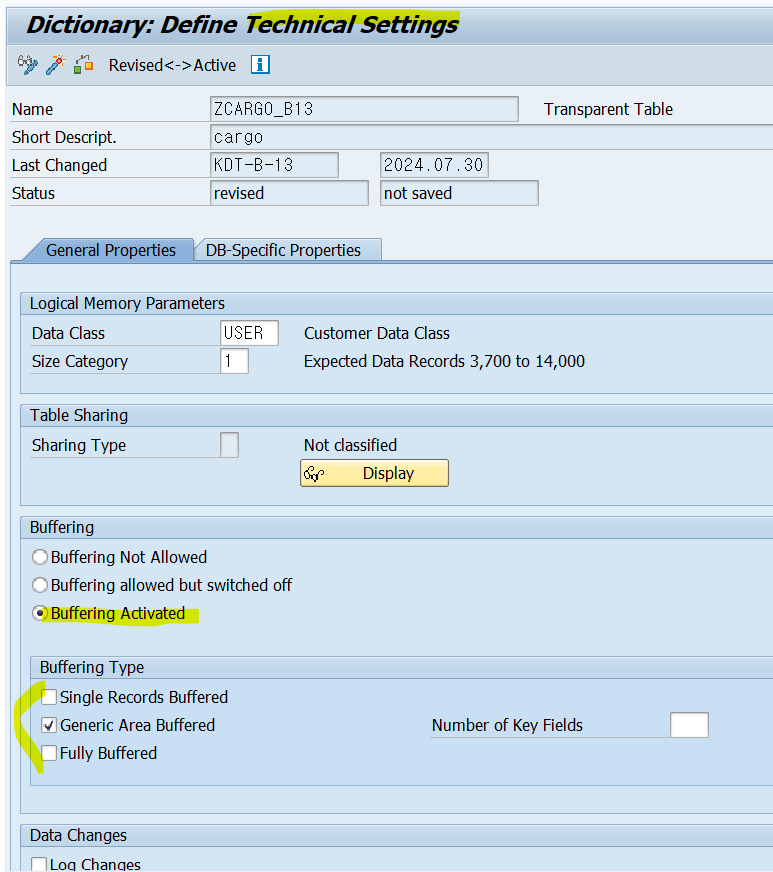 Dictionary: Define Technical Settings
Revised<->Active
Name ZCARGO_B13 Transparent Table
Short Descript. cargo
Last Changed KDT-B-13 2024.07.30
Status revised not saved
General Properties DB-Specific Properties
Logical Memory Parameters
Data Class USER Customer Data Class
Size Category 1 Expected Data Records 3,700 to 14,000
Table Sharing
Sharing Type Not classified
Display
Buffering
Buffering Not Allowed
Buffering allowed but switched off
Buffering Activated
Buffering Type
Single Records Buffered
Generic Area Buffered Number of Key Fields
Fully Buffered
Data Changes
Log Changes